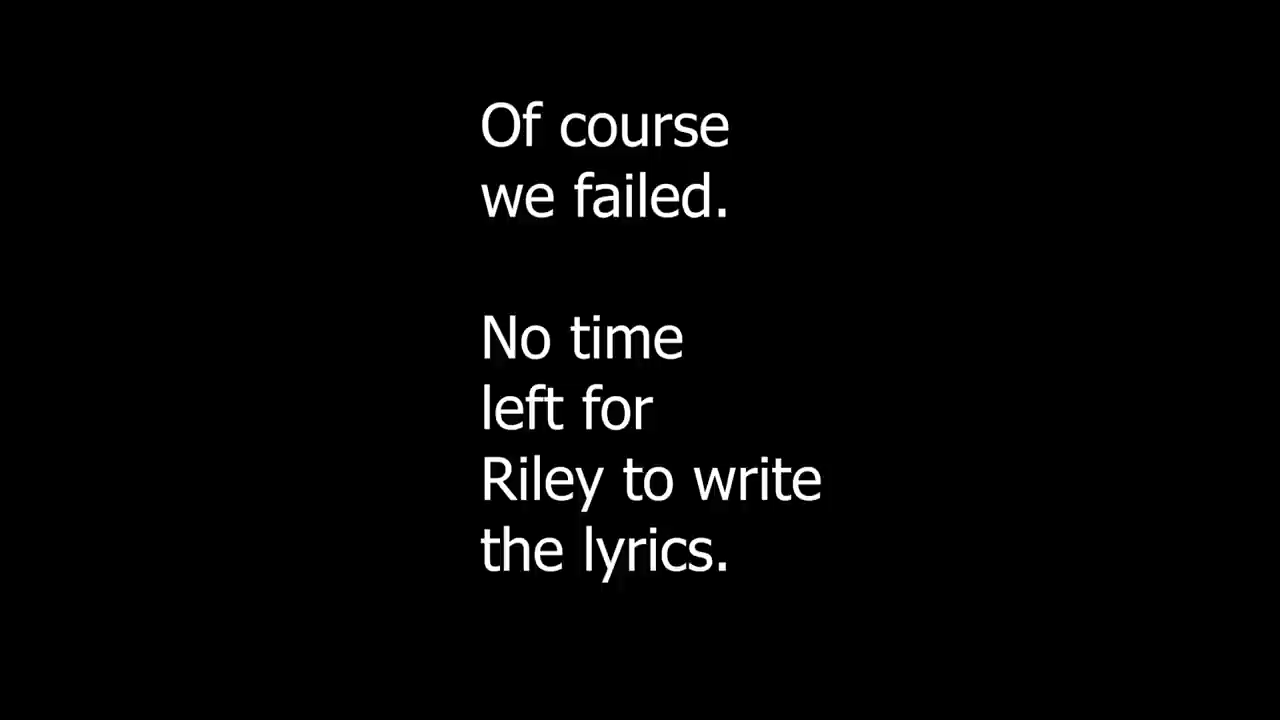 Of course
we failed.
No time
left for
Riley to write
the lyrics.